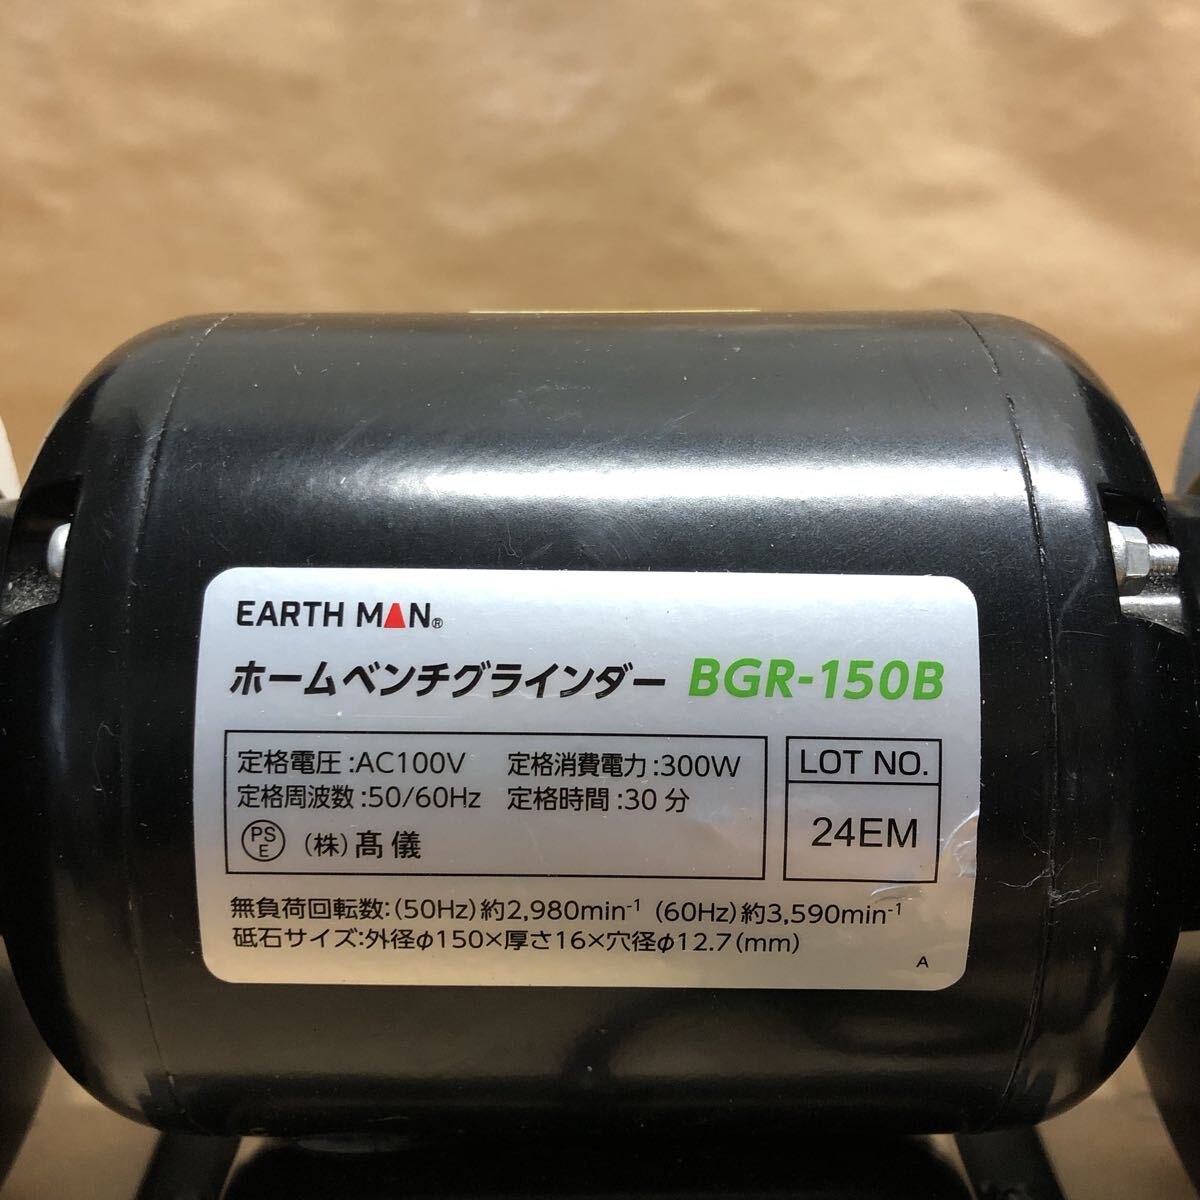 EARTH MAN®
ホームベンチグラインダー BGR-150B
定格電圧:AC100V 定格消費電力:300W
定格周波数:50/60Hz 定格時間:30分
PS
E
(株)髙儀
LOT NO.
24EM
無負荷回転数:(50Hz)約2,980min⁻¹ (60Hz)約3,590min⁻¹
砥石サイズ:外径φ150×厚さ16×穴径φ12.7(mm)
A